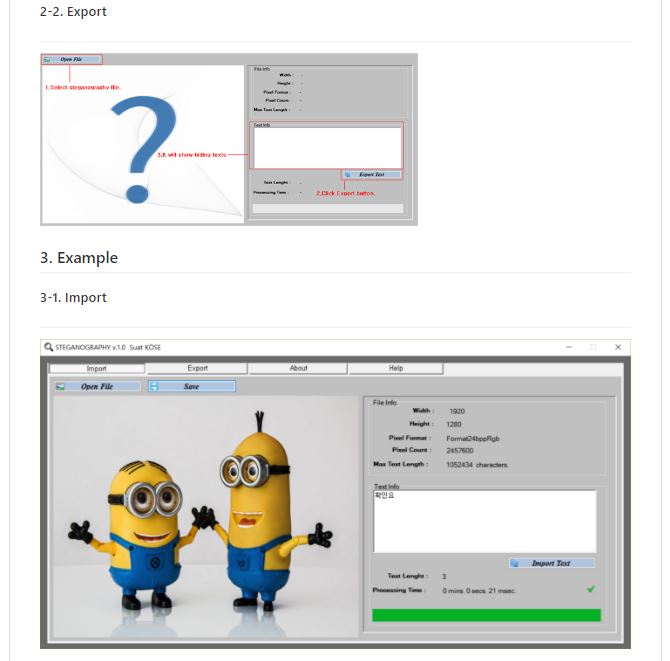 2-2. Export
Open File
1.Select steganography file.
File Info
Width : -
Height : -
Pixel Format : -
Pixel Count : -
Max Text Length : -
Text Info
3.It will show hiding texts
Export Text
Text Lenght : -
2.Click Export button.
Processing Time : -
3. Example
3-1. Import
STEGANOGRAPHY v.1.0 Suat KÖSE
Import Export About Help
Open File Save
File Info
Width : 1920
Height : 1280
Pixel Format : Format24bppRgb
Pixel Count : 2457600
Max Text Length : 1052434 characters.
Text Info
확인요
Import Text
Text Lenght : 3
Processing Time : 0 mins. 0 secs. 21 msec.